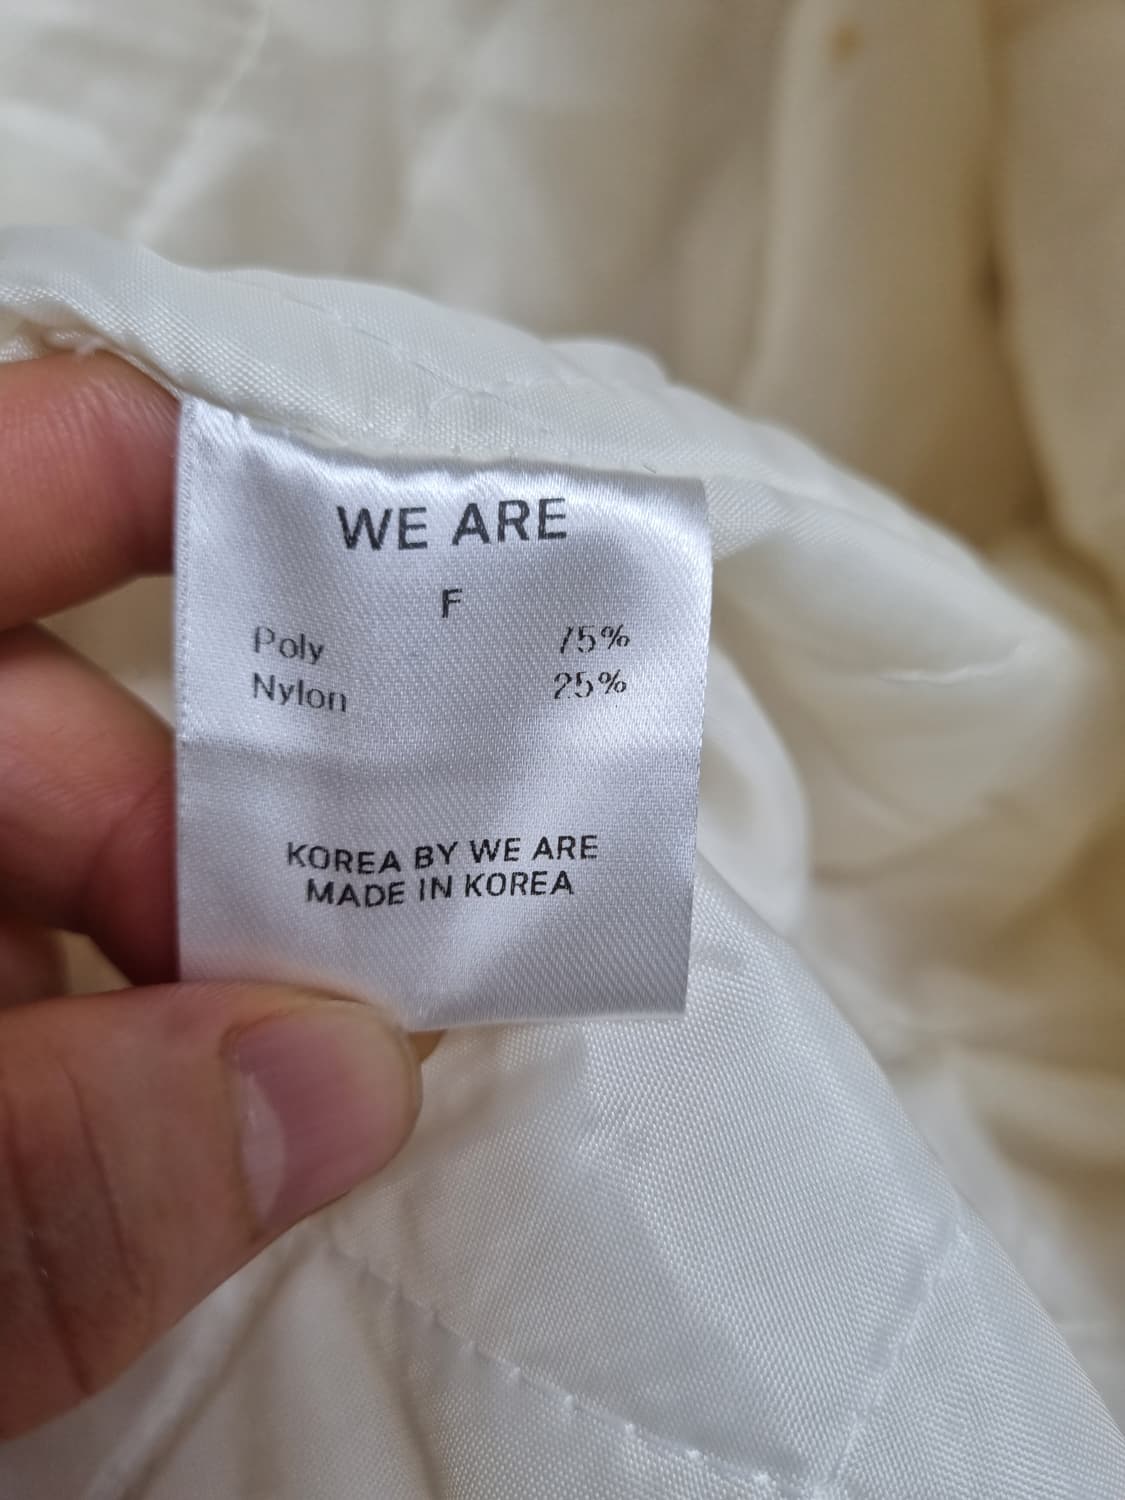 WE ARE
F
Poly 75%
Nylon 25%
KOREA BY WE ARE
MADE IN KOREA